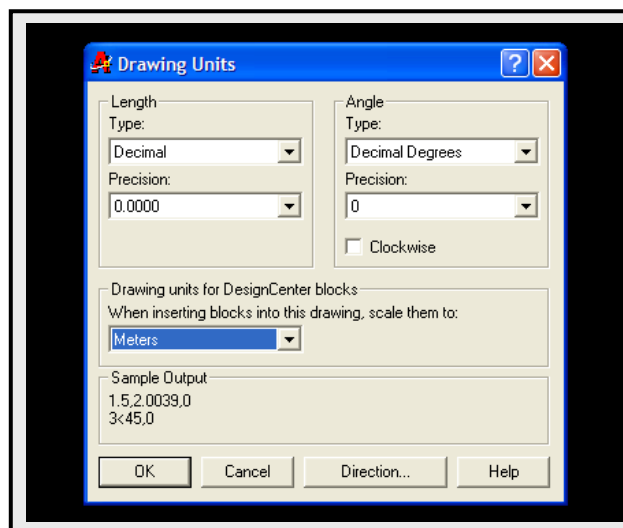 Drawing Units
Length
Type:
Decimal
Precision:
0.0000
Angle
Type:
Decimal Degrees
Precision:
0
Clockwise
Drawing units for DesignCenter blocks
When inserting blocks into this drawing, scale them to:
Meters
Sample Output
1.5,2.0039,0
3<45,0
OK Cancel Direction... Help